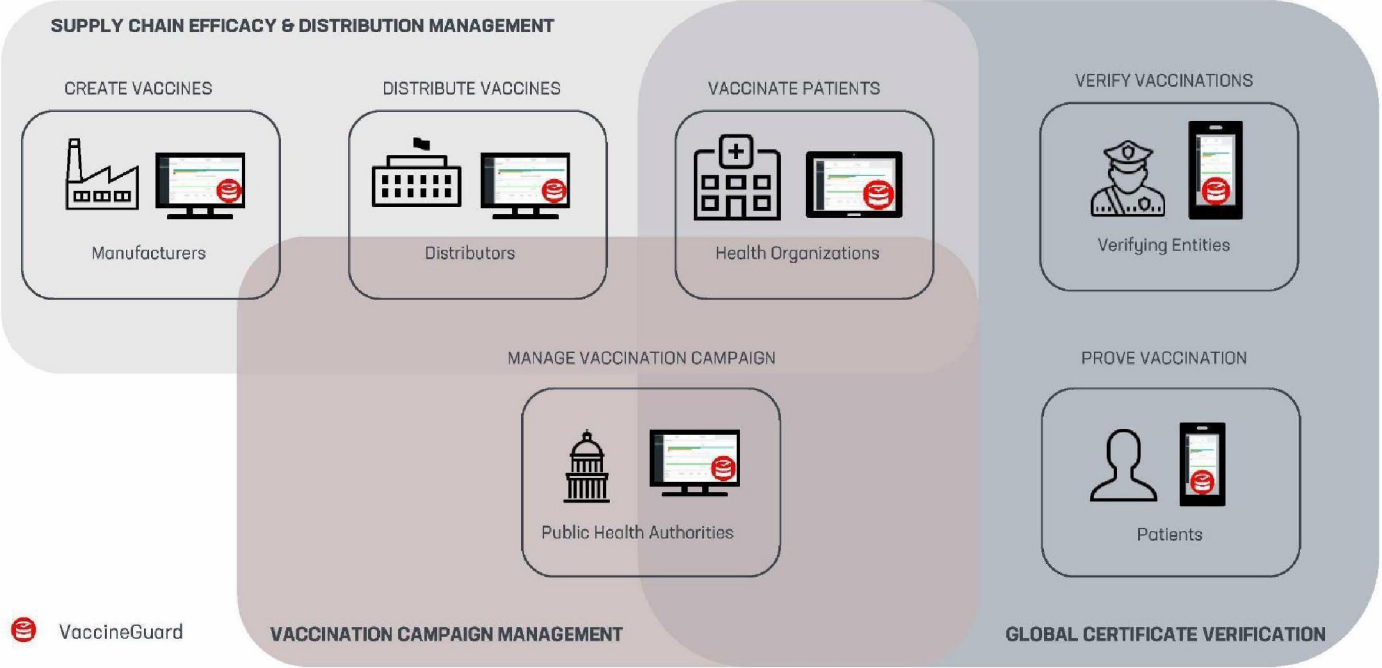 SUPPLY CHAIN EFFICACY & DISTRIBUTION MANAGEMENT
CREATE VACCINES
DISTRIBUTE VACCINES
VACCINATE PATIENTS
VERIFY VACCINATIONS
Manufacturers
Distributors
Health Organizations
Verifying Entities
MANAGE VACCINATION CAMPAIGN
PROVE VACCINATION
Public Health Authorities
Patients
VaccineGuard
VACCINATION CAMPAIGN MANAGEMENT
GLOBAL CERTIFICATE VERIFICATION